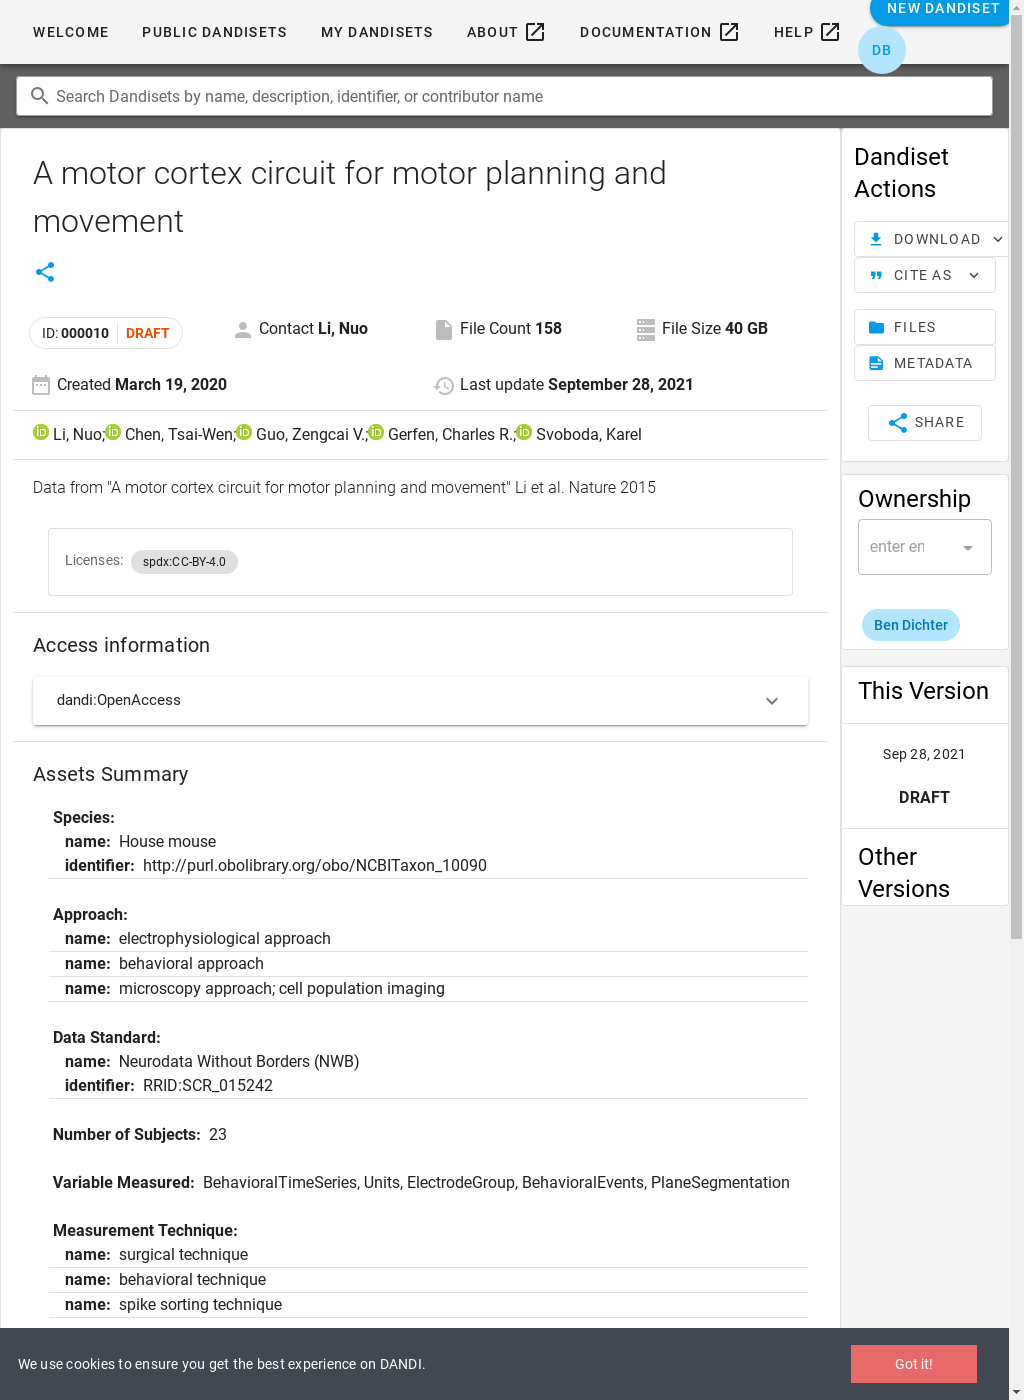 NEW DANDISET
WELCOME PUBLIC DANDISETS MY DANDISETS ABOUT DOCUMENTATION HELP
DB
Search Dandisets by name, description, identifier, or contributor name
A motor cortex circuit for motor planning and
movement
ID: 000010 DRAFT
Contact Li, Nuo
File Count 158
File Size 40 GB
Created March 19, 2020
Last update September 28, 2021
iD Li, Nuo; iD Chen, Tsai-Wen; iD Guo, Zengcai V.; iD Gerfen, Charles R.; iD Svoboda, Karel
Data from "A motor cortex circuit for motor planning and movement" Li et al. Nature 2015
Licenses: spdx:CC-BY-4.0
Access information
dandi:OpenAccess
Assets Summary
Species:
name: House mouse
identifier: http://purl.obolibrary.org/obo/NCBITaxon_10090
Approach:
name: electrophysiological approach
name: behavioral approach
name: microscopy approach; cell population imaging
Data Standard:
name: Neurodata Without Borders (NWB)
identifier: RRID:SCR_015242
Number of Subjects: 23
Variable Measured: BehavioralTimeSeries, Units, ElectrodeGroup, BehavioralEvents, PlaneSegmentation
Measurement Technique:
name: surgical technique
name: behavioral technique
name: spike sorting technique
Dandiset
Actions
DOWNLOAD
CITE AS
FILES
METADATA
SHARE
Ownership
enter en
Ben Dichter
This Version
Sep 28, 2021
DRAFT
Other
Versions
We use cookies to ensure you get the best experience on DANDI.
Got it!